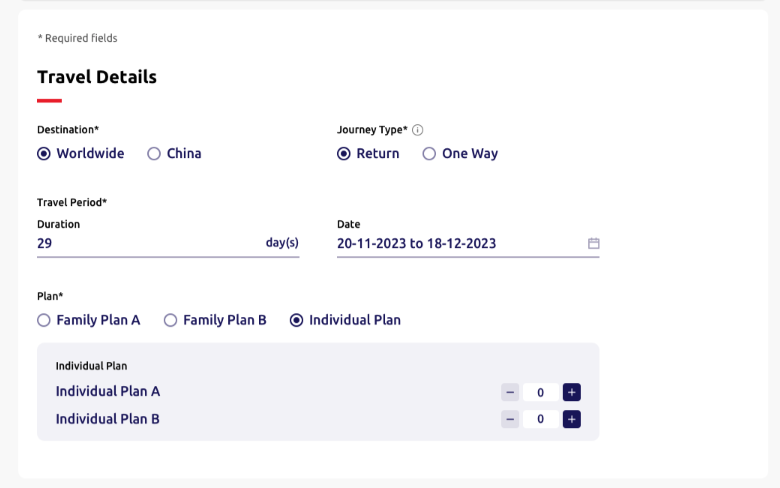 * Required fields
Travel Details
Destination*
Worldwide China
Journey Type*
Return One Way
Travel Period*
Duration
29 day(s)
Date
20-11-2023 to 18-12-2023
Plan*
Family Plan A Family Plan B Individual Plan
Individual Plan
Individual Plan A − 0 +
Individual Plan B − 0 +